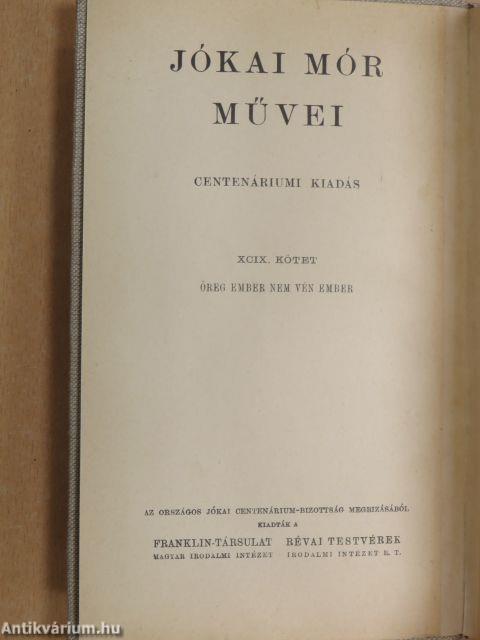 JÓKAI MÓR
MŰVEI
CENTENÁRIUMI KIADÁS
XCIX. KÖTET
ÖREG EMBER NEM VÉN EMBER
AZ ORSZÁGOS JÓKAI CENTENÁRIUM-BIZOTTSÁG MEGBIZÁSÁBÓL
KIADTÁK A
FRANKLIN-TÁRSULAT RÉVAI TESTVÉREK
MAGYAR IRODALMI INTÉZET IRODALMI INTÉZET R. T.
Antikvárium.hu